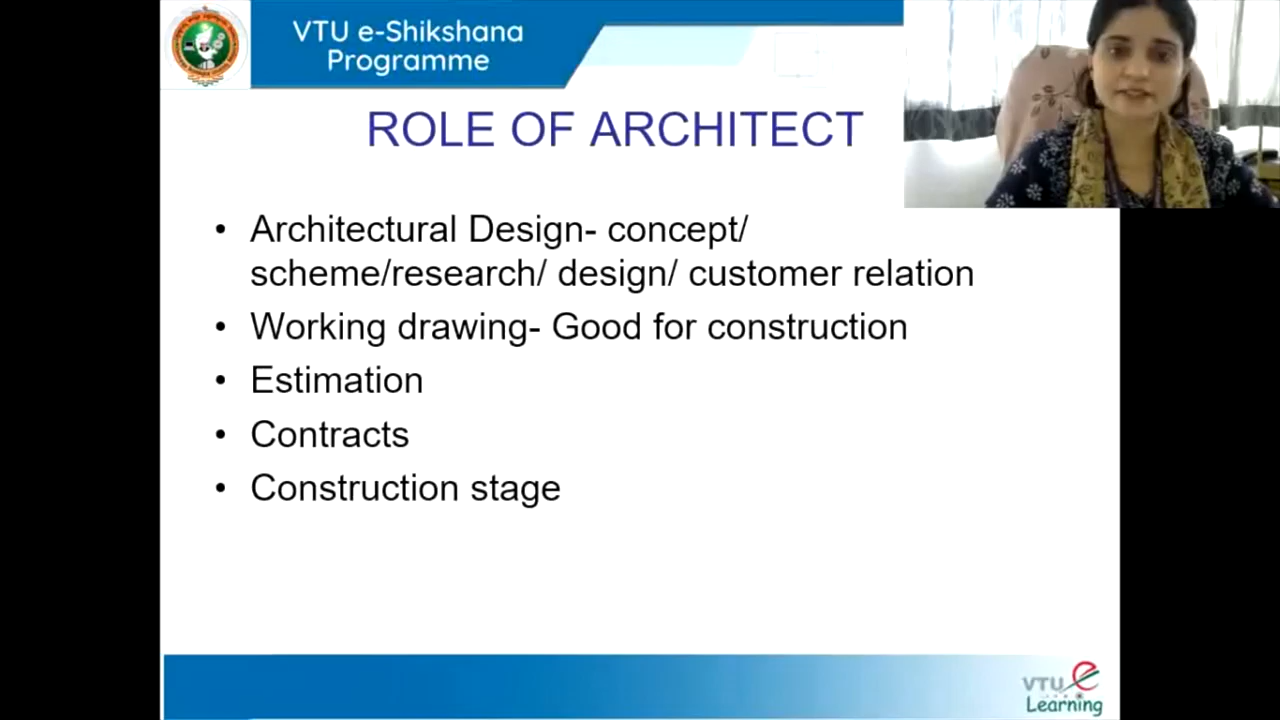 VTU e-Shikshana
Programme
ROLE OF ARCHITECT
• Architectural Design- concept/
scheme/research/ design/ customer relation
• Working drawing- Good for construction
• Estimation
• Contracts
• Construction stage
VTU e
Learning